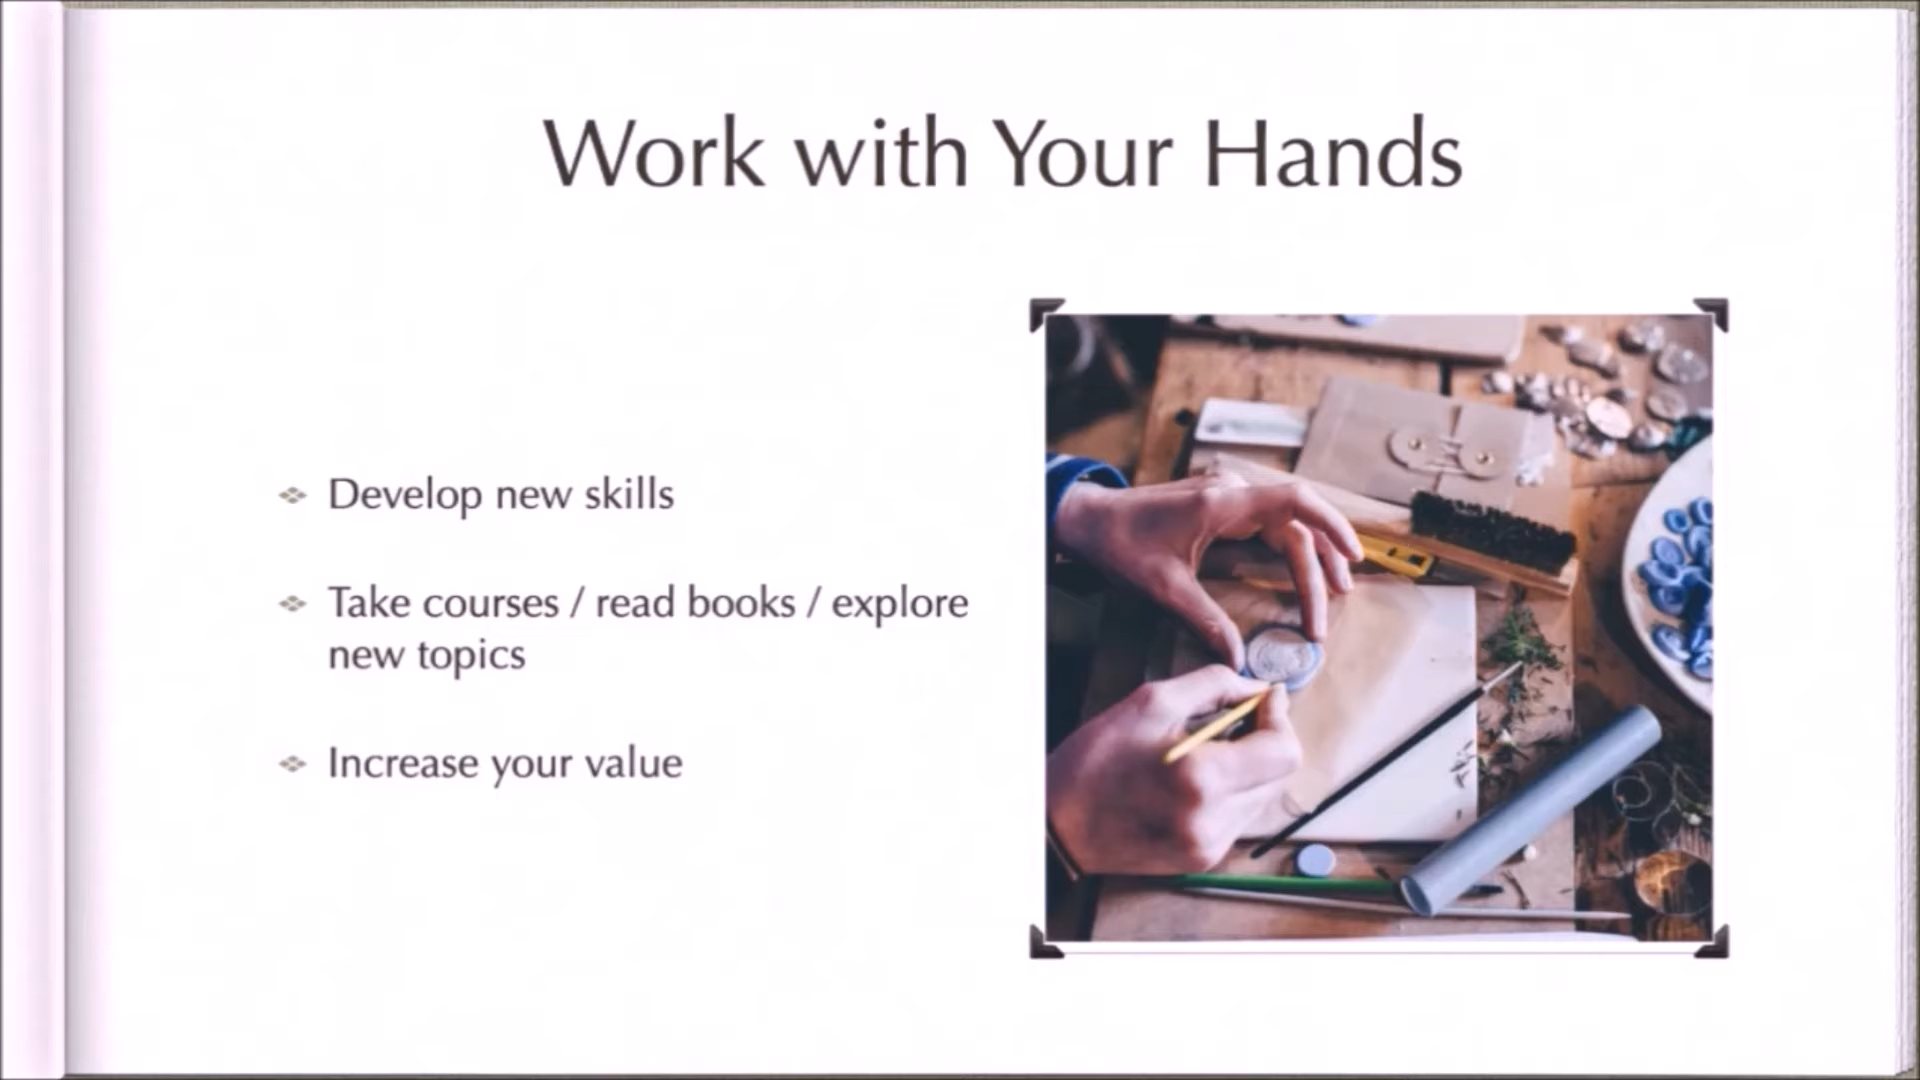 Work with Your Hands
Develop new skills
Take courses / read books / explore
new topics
Increase your value